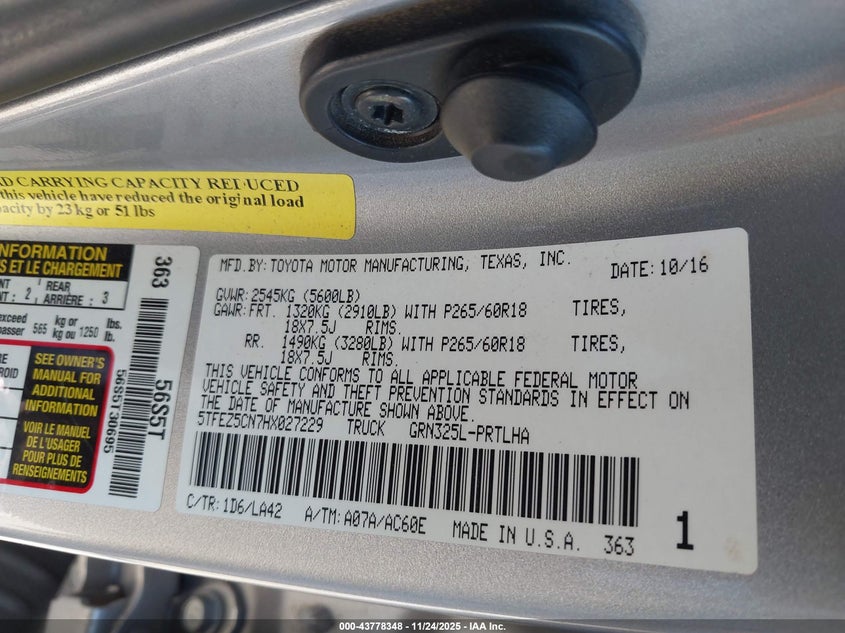 D CARRYING CAPACITY REDUCED
this vehicle have reduced the original load
acity by 23 kg or 51 lbs
INFORMATION
S ET LE CHARGEMENT
NT
: 2
REAR
ARRIÈRE : 3
exceed
passer 565
kg or
kg ou 1250
lbs.
lb.
SEE OWNER'S
MANUAL FOR
ADDITIONAL
INFORMATION
VOIR LE MANUEL
DE L'USAGER
POUR PLUS DE
RENSEIGNEMENTS
363
56S5T
56S5T30695
MFD.BY:TOYOTA MOTOR MANUFACTURING, TEXAS, INC.
DATE:10/16
GVWR:2545KG (5600LB)
GAWR:FRT. 1320KG (2910LB) WITH P265/60R18 TIRES,
18X7.5J RIMS.
RR. 1490KG (3280LB) WITH P265/60R18 TIRES,
18X7.5J RIMS.
THIS VEHICLE CONFORMS TO ALL APPLICABLE FEDERAL MOTOR
VEHICLE SAFETY AND THEFT PREVENTION STANDARDS IN EFFECT ON
THE DATE OF MANUFACTURE SHOWN ABOVE.
5TFEZ5CN7HX027229 TRUCK GRN325L-PRTLHA
C/TR:1D6/LA42 A/TM:A07A/AC60E MADE IN U.S.A. 363
1
000-43778348 - 11/24/2025 - IAA Inc.